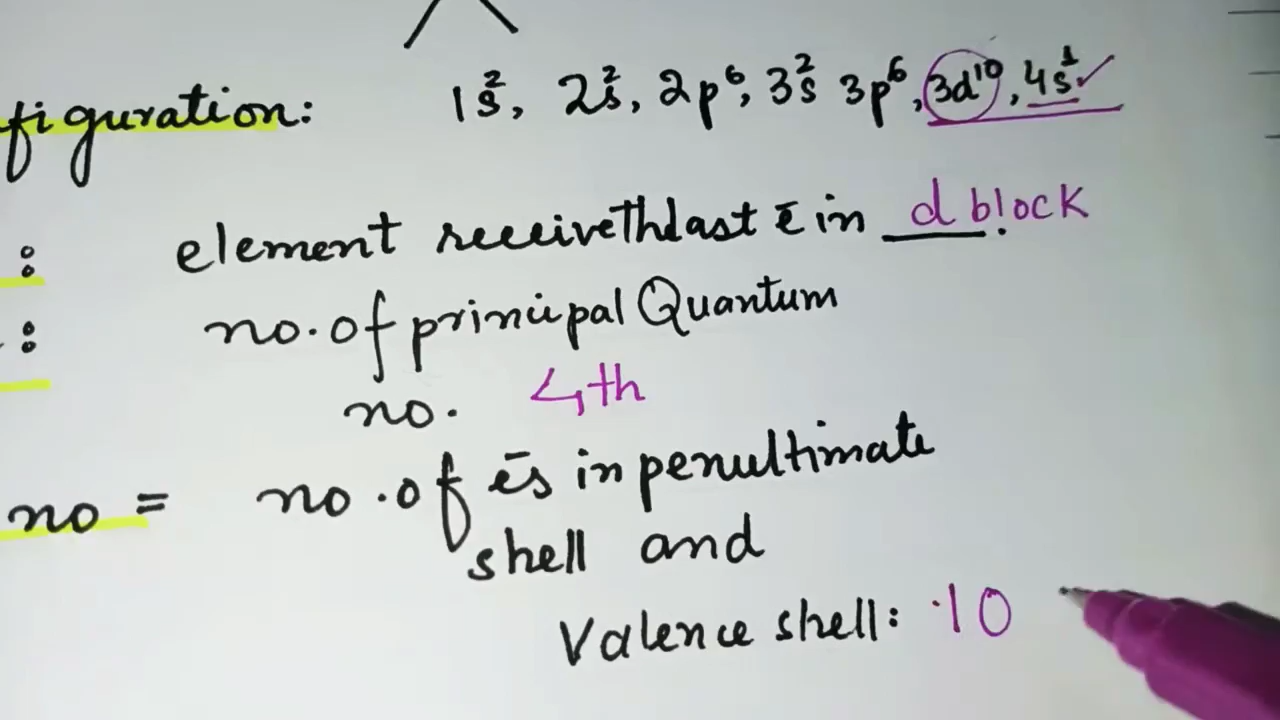 figuration: 1s², 2s², 2p⁶, 3s² 3p⁶, 3d¹⁰, 4s¹ ✓
: element receivethlast ē in d block.
: no. of principal Quantum
no. 4th
no = no. of ēs in penultimate
shell and
Valence shell: 10